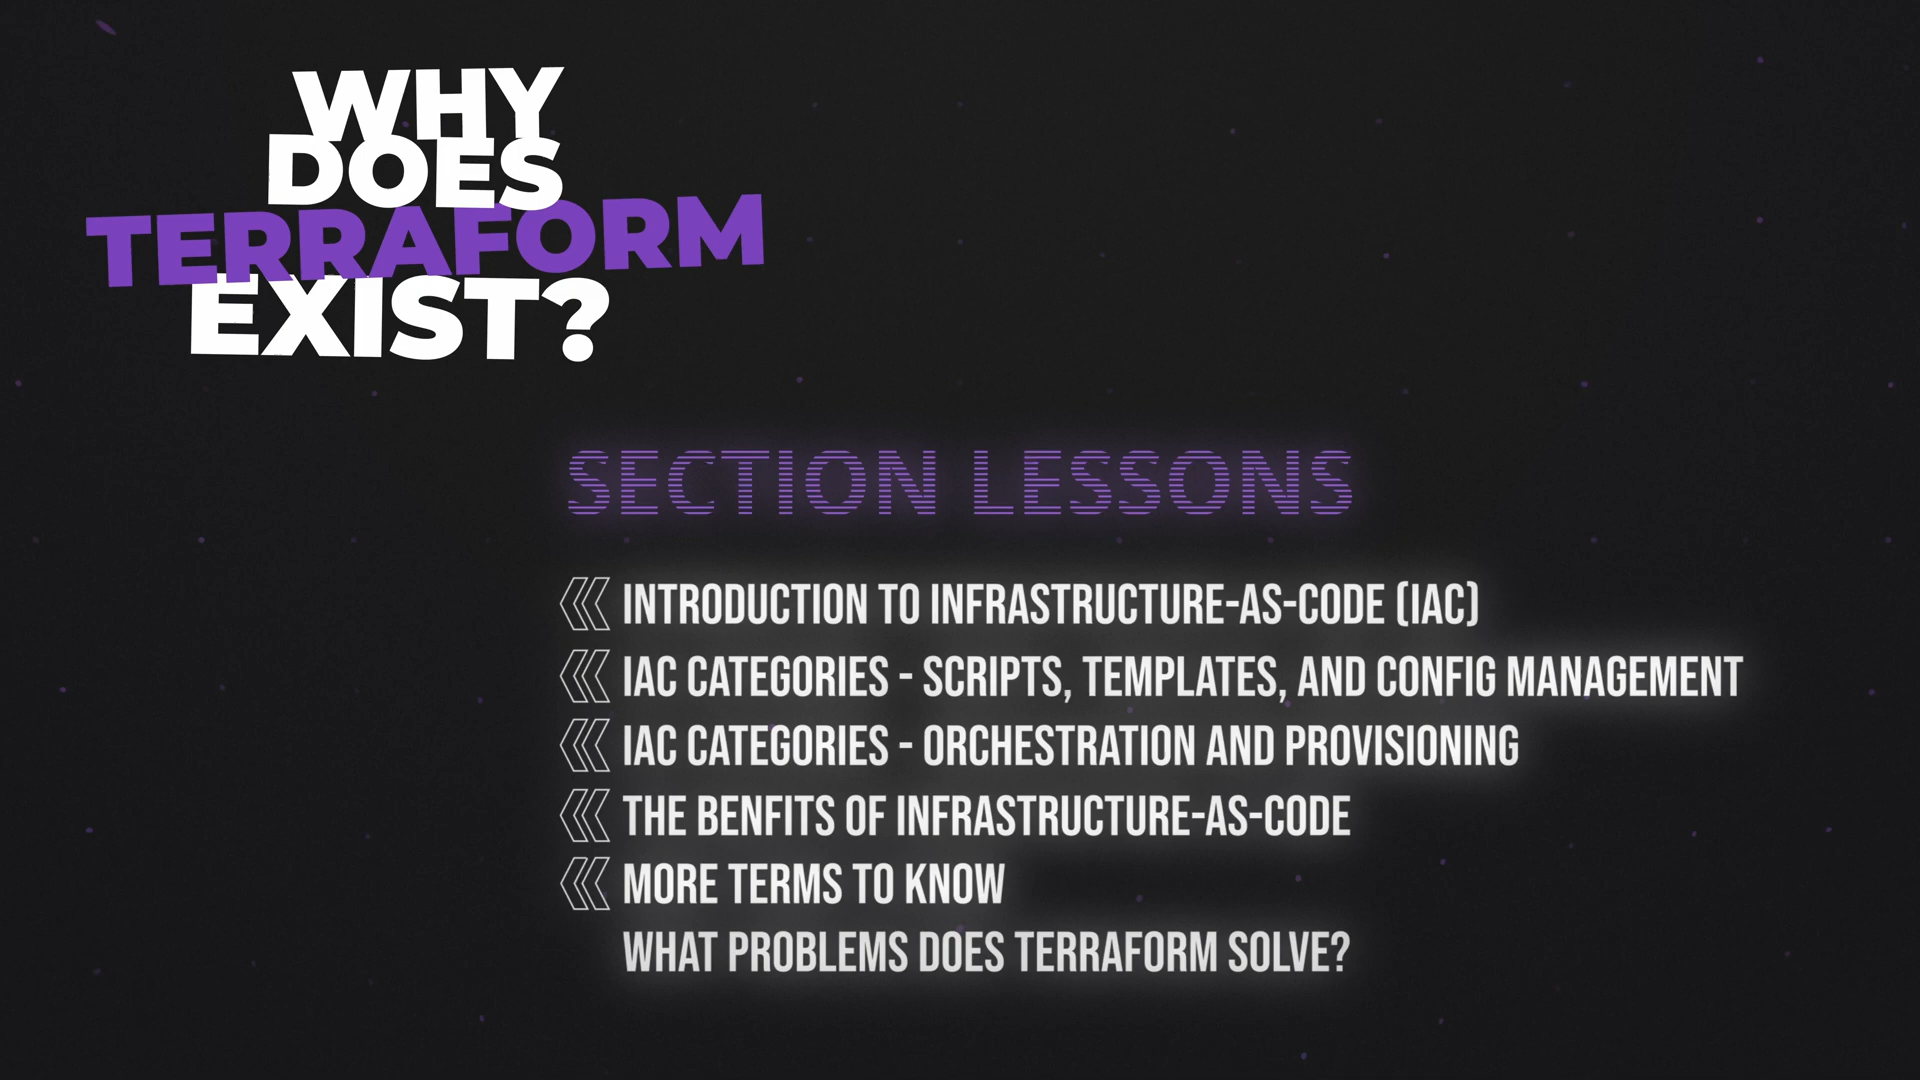 WHY
DOES
TERRAFORM
EXIST?
SECTION LESSONS
INTRODUCTION TO INFRASTRUCTURE-AS-CODE (IAC)
IAC CATEGORIES - SCRIPTS, TEMPLATES, AND CONFIG MANAGEMENT
IAC CATEGORIES - ORCHESTRATION AND PROVISIONING
THE BENFITS OF INFRASTRUCTURE-AS-CODE
MORE TERMS TO KNOW
WHAT PROBLEMS DOES TERRAFORM SOLVE?